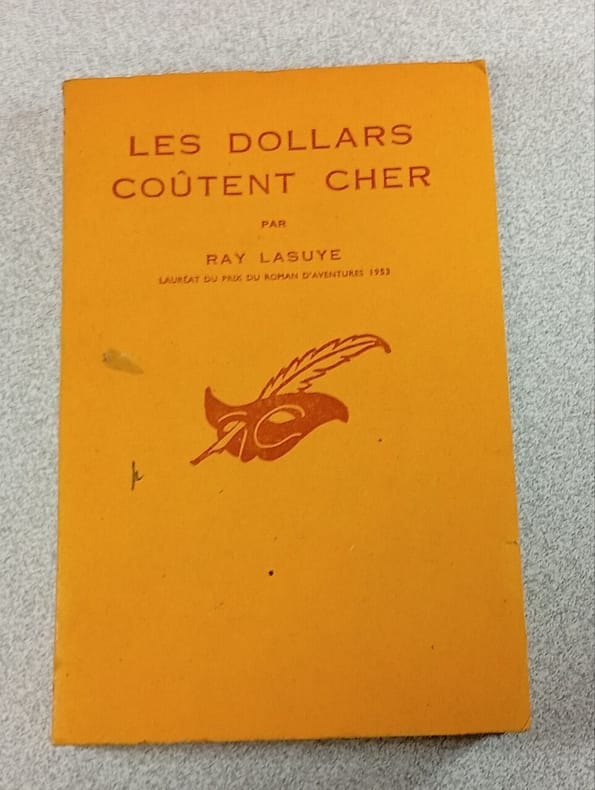 LES DOLLARS
COÛTENT CHER
PAR
RAY LASUYE
LAURÉAT DU PRIX DU ROMAN D'AVENTURES 1953